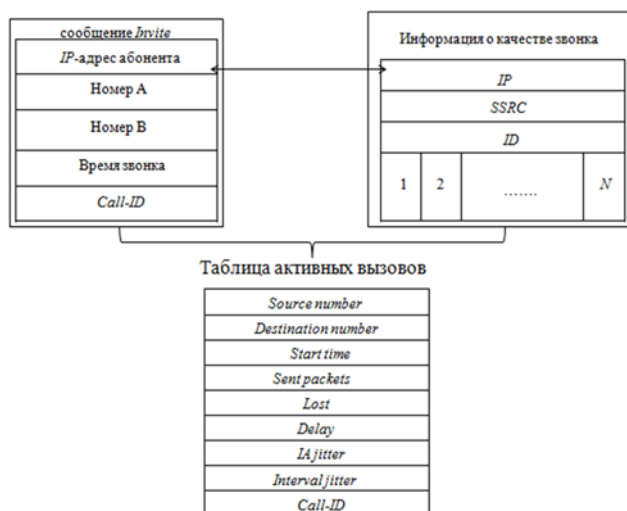 сообщение Invite
IP-адрес абонента
Номер А
Номер В
Время звонка
Call-ID
Информация о качестве звонка
IP
SSRC
ID
1 2 ....... N
Таблица активных вызовов
Source number
Destination number
Start time
Sent packets
Lost
Delay
IA jitter
Interval jitter
Call-ID